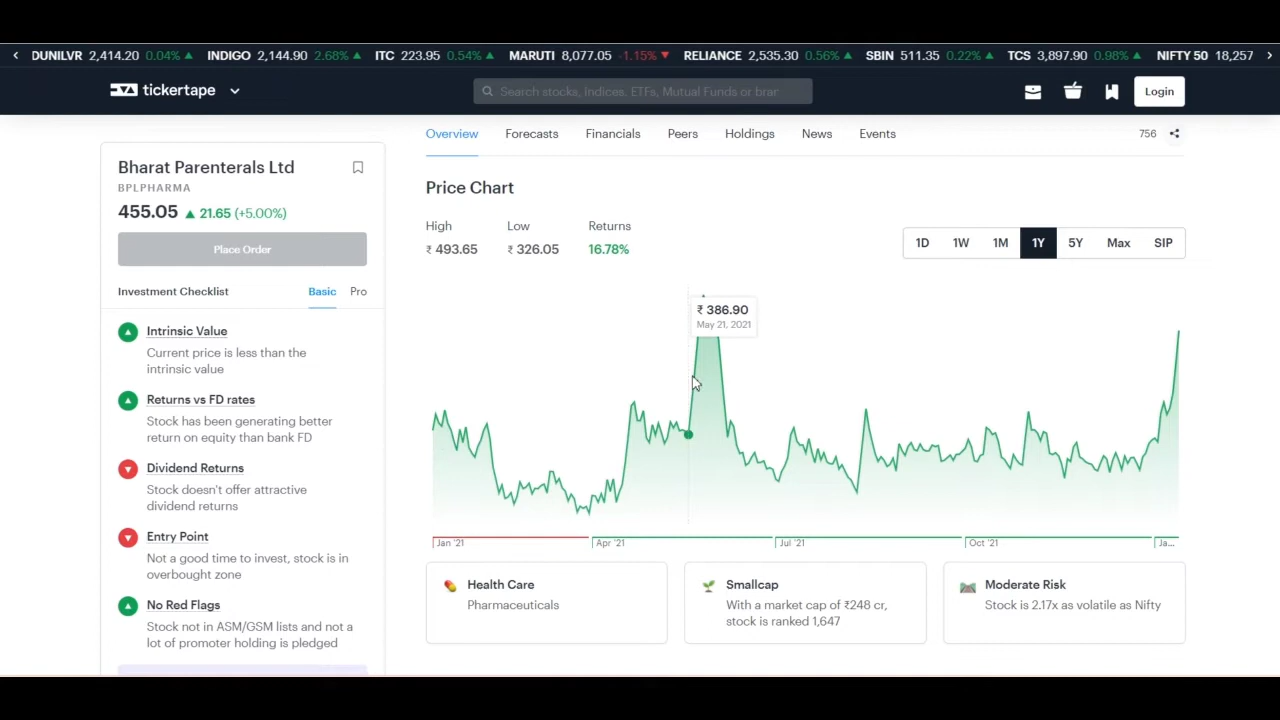 DUNILVR 2,414.20 0.04% INDIGO 2,144.90 2.68% ITC 223.95 0.54% MARUTI 8,077.05 -1.15% RELIANCE 2,535.30 0.56% SBIN 511.35 0.22% TCS 3,897.90 0.98% NIFTY 50 18,257
tickertape
Search stocks, Indices, ETFs, Mutual Funds or brar
Login
Overview Forecasts Financials Peers Holdings News Events 756
Bharat Parenterals Ltd
BPLPHARMA
455.05 21.65 (+5.00%)
Place Order
Investment Checklist Basic Pro
Intrinsic Value
Current price is less than the
intrinsic value
Returns vs FD rates
Stock has been generating better
return on equity than bank FD
Dividend Returns
Stock doesn't offer attractive
dividend returns
Entry Point
Not a good time to invest, stock is in
overbought zone
No Red Flags
Stock not in ASM/GSM lists and not a
lot of promoter holding is pledged
Price Chart
High Low Returns
₹ 493.65 ₹ 326.05 16.78%
1D 1W 1M 1Y 5Y Max SIP
₹ 386.90
May 21, 2021
Jan '21 Apr '21 Jul '21 Oct '21 Ja...
Health Care
Pharmaceuticals
Smallcap
With a market cap of ₹248 cr,
stock is ranked 1,647
Moderate Risk
Stock is 2.17x as volatile as Nifty